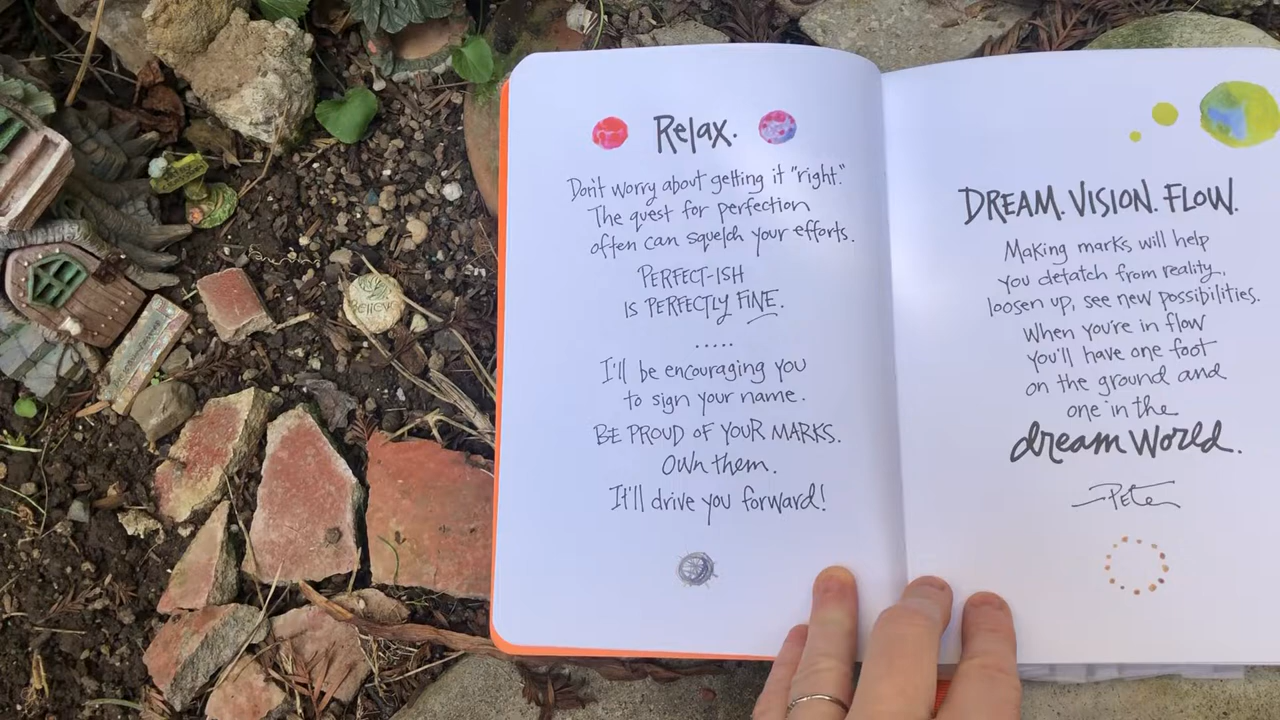 Relax.
Don't worry about getting it "right."
The quest for perfection
often can squelch your efforts.
PERFECT-ISH
IS PERFECTLY FINE.
.....
I'll be encouraging you
to sign your name.
BE PROUD OF YOUR MARKS.
OWn them.
It'll drive you forward!
DREAM. VISION. FLOW.
Making marks will help
you detatch from reality,
loosen up, see new possibilities.
When you're in flow
you'll have one foot
on the ground and
one in the
dream World.
—PETE